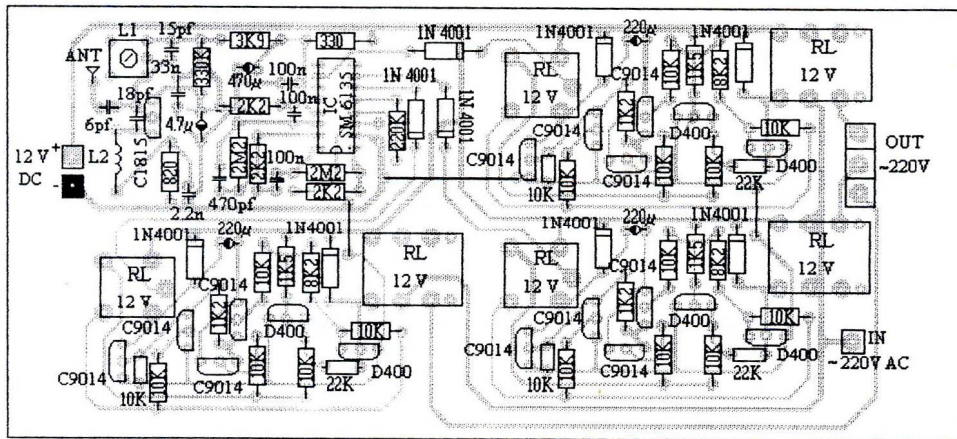 L1
15pf
3K9
330
1N 4001
220µ
1N4001
1N4001
ANT
33n
330K
470µ
100n
IC
SM 6135
1N 4001
1N 4001
RL
12 V
C9014
10K
1K5
8K2
RL
12 V
18pf
6pf
4.7µ
2K2
100n
220K
1K2
D400
10K
C9014
12 V +
DC -
L2
C1815
820
2M2
2K2
100n
2M2
2K2
470pf
2.2n
10K
10K
C9014
10K
10K
22K
D400
OUT
~220V
1N4001
220µ
1N4001
RL
12 V
C9014
10K
1K5
8K2
RL
12 V
1K2
D400
10K
C9014
C9014
10K
10K
C9014
10K
10K
22K
D400
1N4001
220µ
1N4001
RL
12 V
C9014
10K
1K5
8K2
RL
12 V
1K2
D400
10K
C9014
C9014
10K
10K
C9014
10K
10K
22K
D400
IN
~220V AC